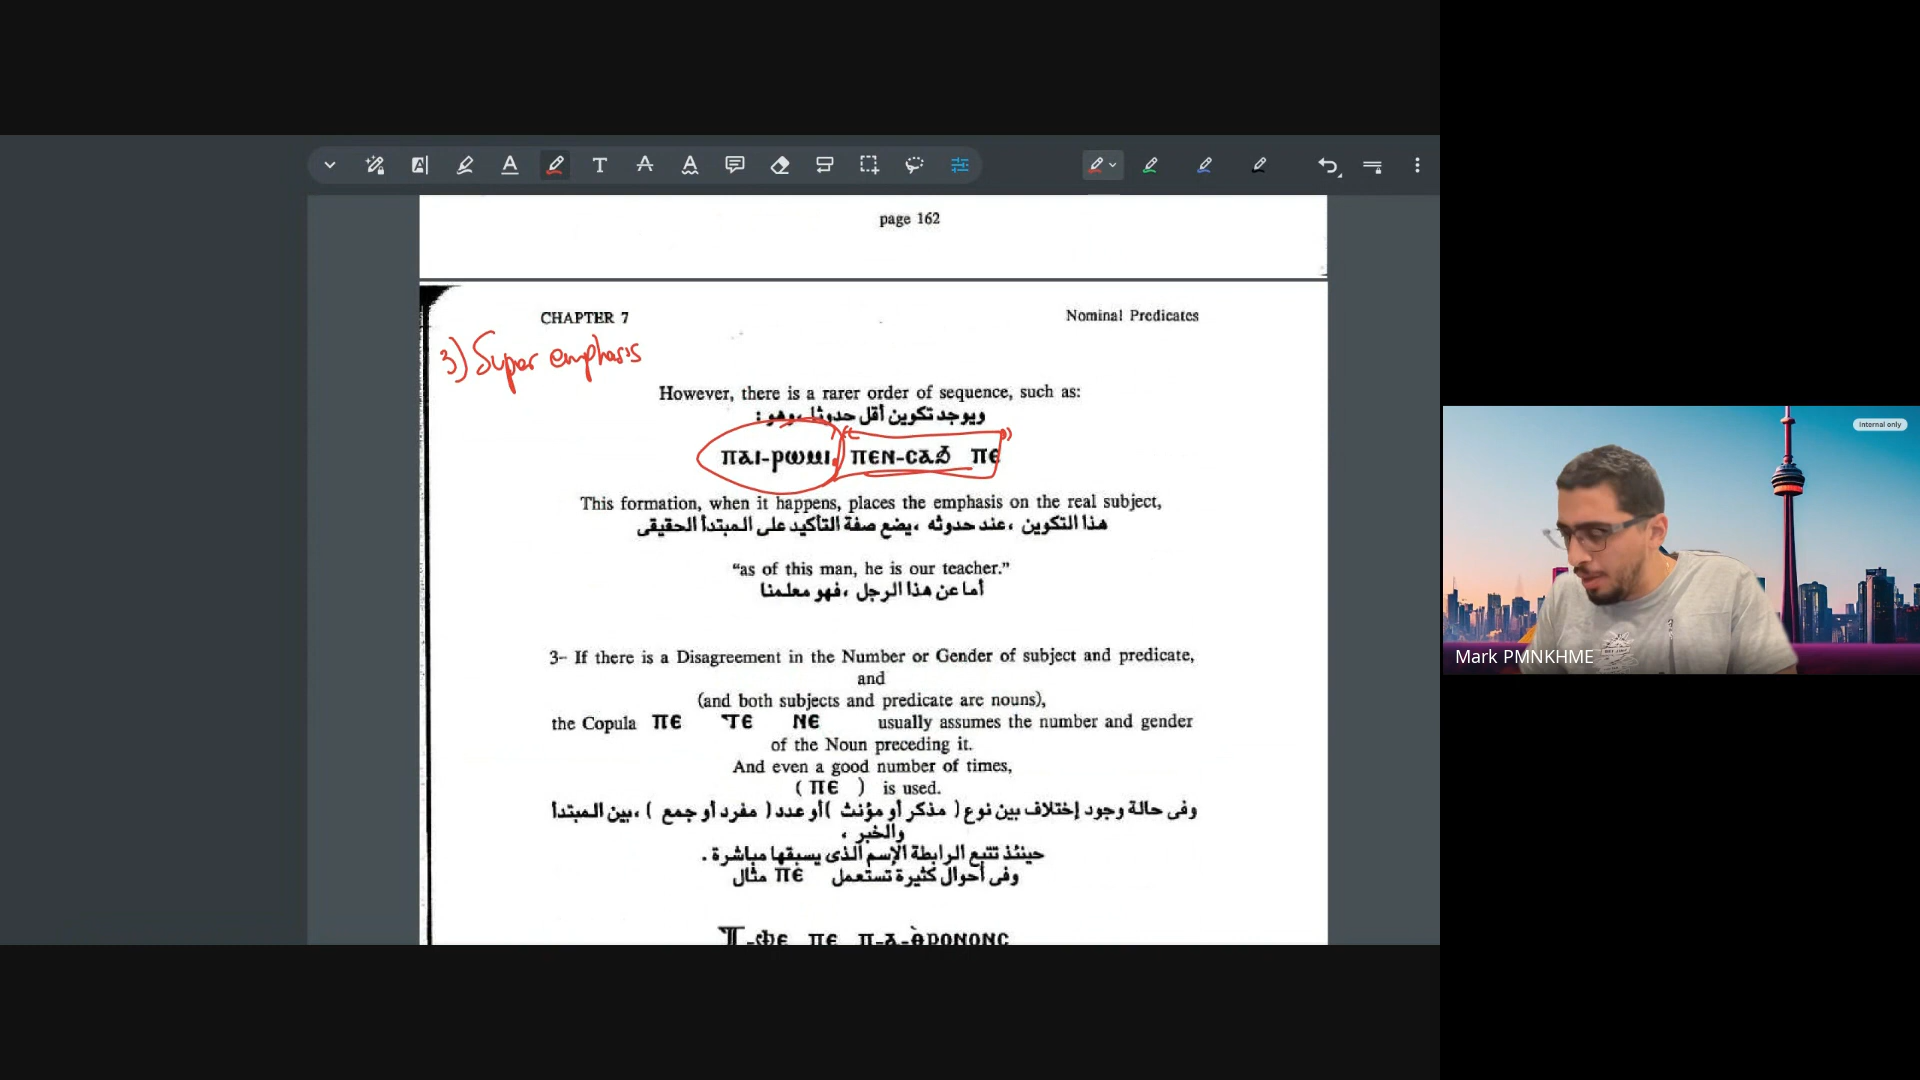 page 162
CHAPTER 7
Nominal Predicates
3) Super emphasis
However, there is a rarer order of sequence, such as:
ويوجد تكوين أقل حدوثا ،وهو :
ⲡⲁⲓ-ⲣⲱⲙⲓ ⲡⲉⲛ-ⲥⲁϧ ⲡⲉ
This formation, when it happens, places the emphasis on the real subject,
هذا التكوين ،عند حدوثه ،يضع صفة التأكيد على المبتدأ الحقيقى
“as of this man, he is our teacher.”
أما عن هذا الرجل ،فهو معلمنا
3- If there is a Disagreement in the Number or Gender of subject and predicate,
and
(and both subjects and predicate are nouns),
the Copula ⲡⲉ ⲧⲉ ⲛⲉ usually assumes the number and gender
of the Noun preceding it.
And even a good number of times,
( ⲡⲉ ) is used.
وفى حالة وجود إختلاف بين نوع ( مذكر أو مؤنث )أو عدد ( مفرد أو جمع ) ،بين المبتدأ
والخبر ،
حينئذ تتبع الرابطة الإسم الذى يسبقها مباشرة .
وفى أحوال كثيرة تستعمل ⲡⲉ مثال
Internal only
Mark PMNKHME